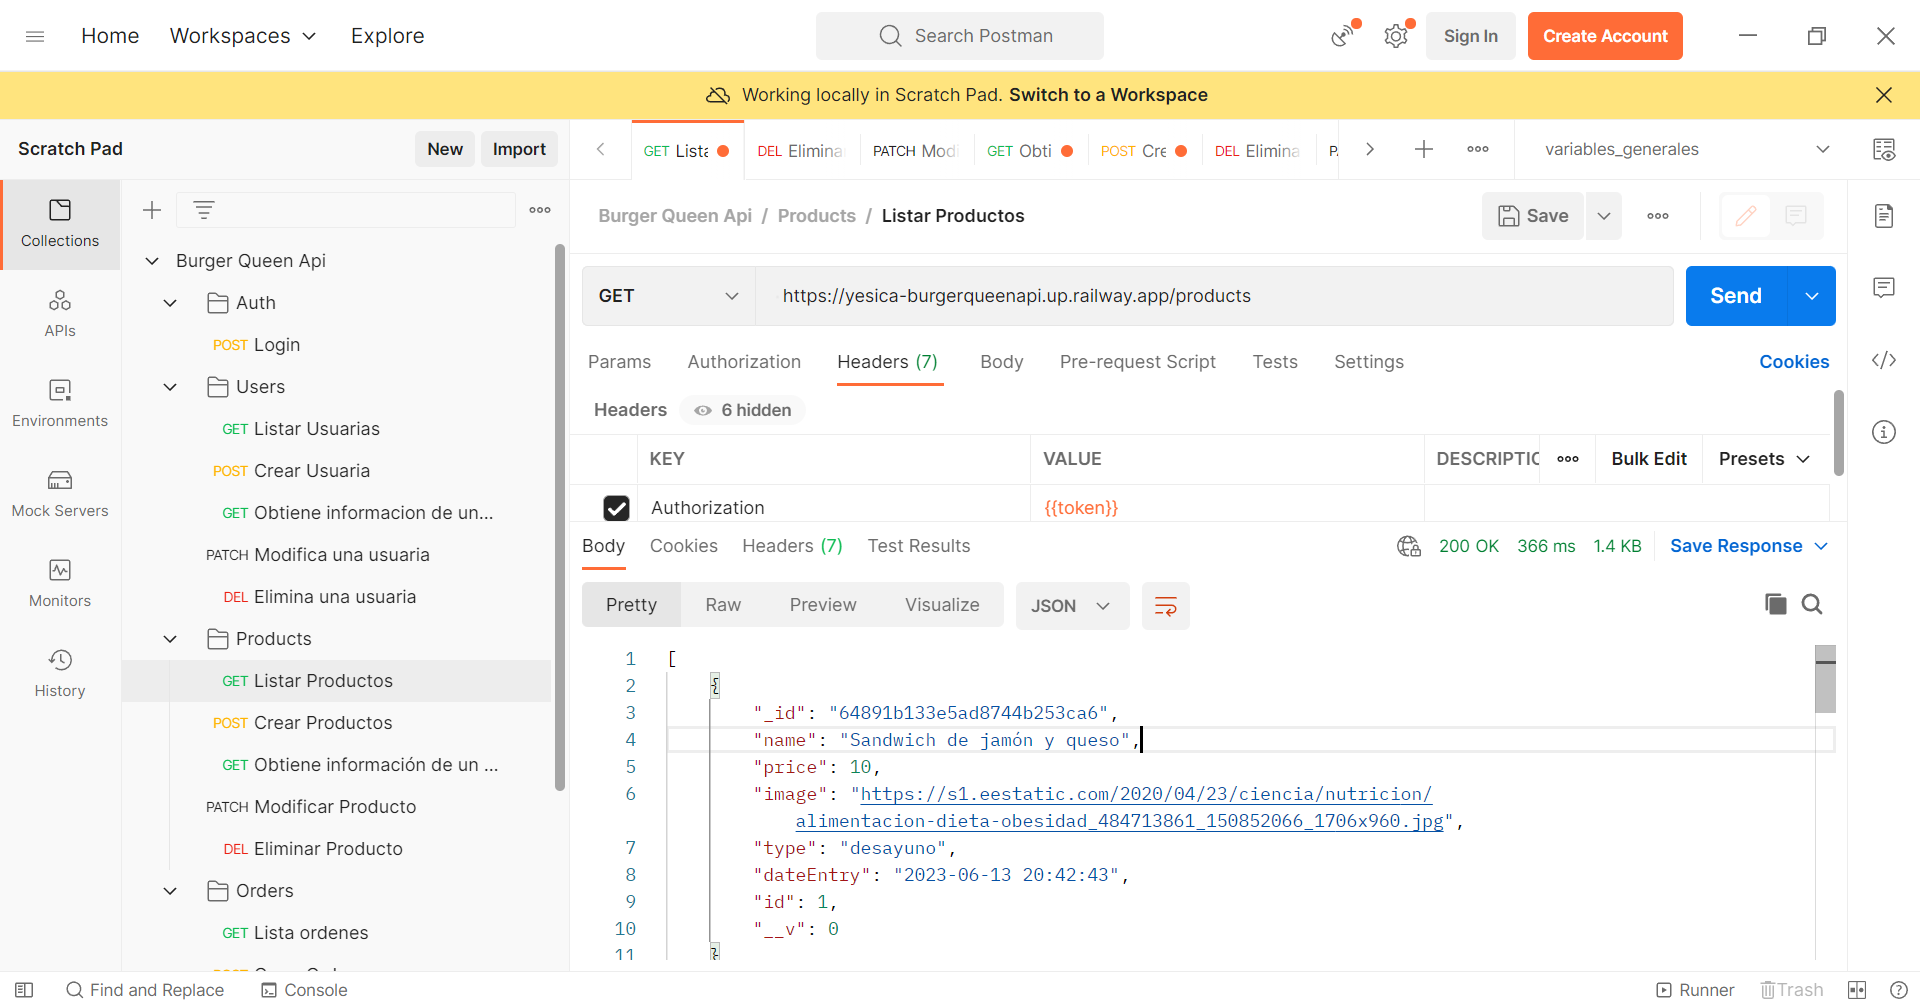 Home Workspaces Explore Search Postman Sign In Create Account
Working locally in Scratch Pad. Switch to a Workspace
Scratch Pad New Import
GET Lista DEL Elimina PATCH Modi GET Obti POST Cre DEL Elimina P. variables_generales
Collections
APIs
Environments
Mock Servers
Monitors
History
Burger Queen Api
Auth
POST Login
Users
GET Listar Usuarias
POST Crear Usuaria
GET Obtiene informacion de un...
PATCH Modifica una usuaria
DEL Elimina una usuaria
Products
GET Listar Productos
POST Crear Productos
GET Obtiene información de un ...
PATCH Modificar Producto
DEL Eliminar Producto
Orders
GET Lista ordenes
Burger Queen Api / Products / Listar Productos Save
GET https://yesica-burgerqueenapi.up.railway.app/products Send
Params Authorization Headers (7) Body Pre-request Script Tests Settings Cookies
Headers 6 hidden
KEY VALUE DESCRIPTIO Bulk Edit Presets
Authorization {{token}}
Body Cookies Headers (7) Test Results 200 OK 366 ms 1.4 KB Save Response
Pretty Raw Preview Visualize JSON
1 [
2 {
3 "_id": "64891b133e5ad8744b253ca6",
4 "name": "Sandwich de jamón y queso",
5 "price": 10,
6 "image": "https://s1.eestatic.com/2020/04/23/ciencia/nutricion/
alimentacion-dieta-obesidad_484713861_150852066_1706x960.jpg",
7 "type": "desayuno",
8 "dateEntry": "2023-06-13 20:42:43",
9 "id": 1,
10 "__v": 0
11 }
Find and Replace Console Runner Trash